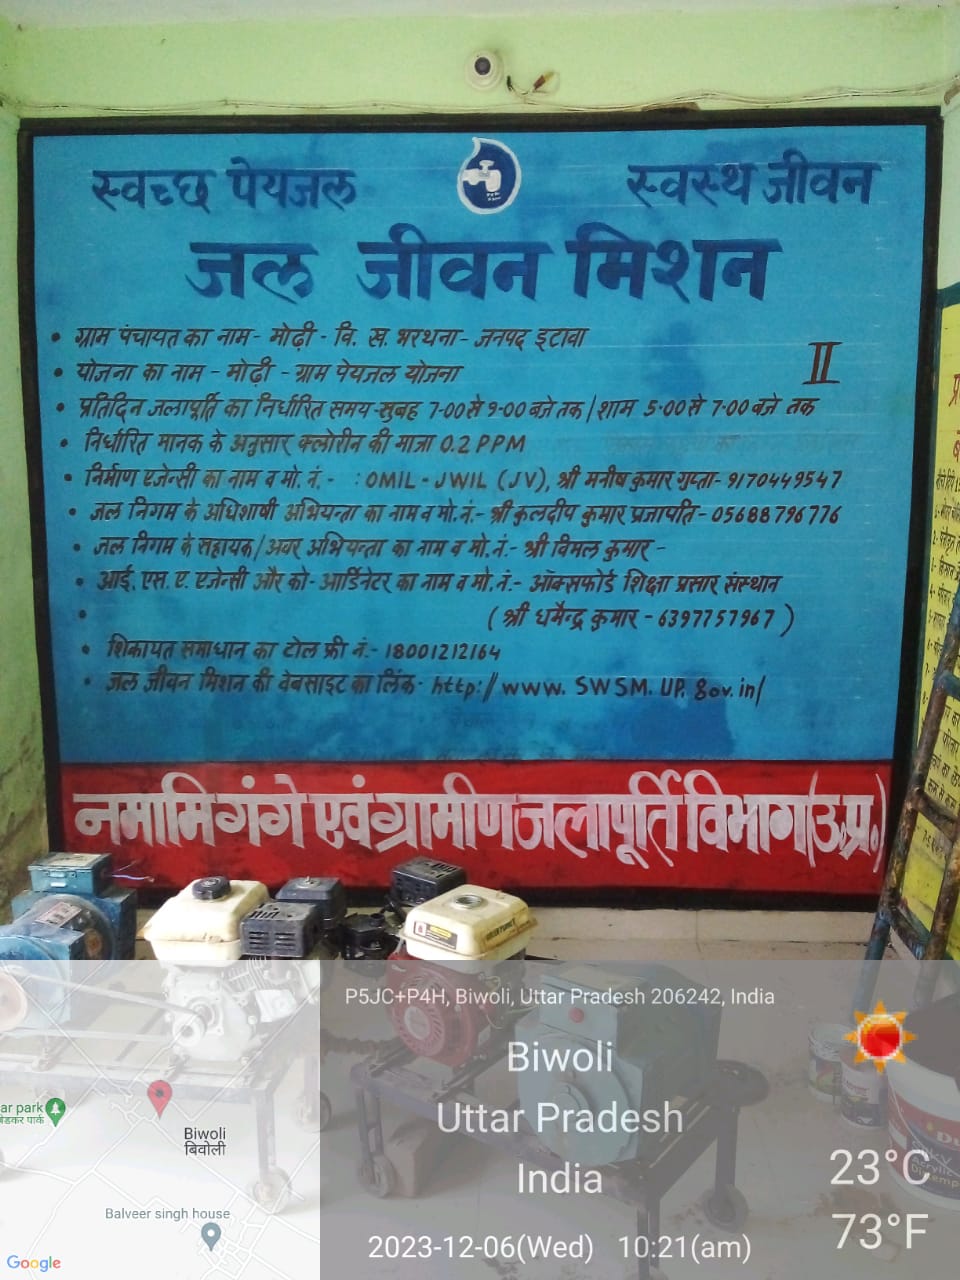 स्वच्छ पेयजल
स्वस्थ जीवन
जल जीवन मिशन
• ग्राम पंचायत का नाम - मोढ़ी - वि. ख. भरथना - जनपद इटावा
• योजना का नाम - मोढ़ी - ग्राम पेयजल योजना
II
• प्रतिदिन जलापूर्ति का निर्धारित समय - सुबह 7-00 से 9-00 बजे तक / शाम 5-00 से 7-00 बजे तक
• निर्धारित मानक के अनुसार क्लोरीन की मात्रा 0.2 PPM
• निर्माण एजेन्सी का नाम व मो. नं. - : OMIL - JWIL (JV), श्री मनीष कुमार गुप्ता - 9170449547
• जल निगम के अधिशाषी अभियन्ता का नाम व मो.नं.- श्री कुलदीप कुमार प्रजापति - 05688796776
• जल निगम के सहायक/अवर अभियन्ता का नाम व मो.नं.- श्री विमल कुमार -
• आई. एस. ए. एजेन्सी और को-आर्डिनेटर का नाम व मो.नं.- ऑक्सफोर्ड शिक्षा प्रसार संस्थान
• ( श्री धर्मेन्द्र कुमार - 6397757967 )
• शिकायत समाधान का टोल फ्री नं.- 18001212164
• जल जीवन मिशन की वेबसाइट का लिंक- http://www. SWSM. UP. gov.in/
नमामि गंगे एवं ग्रामीण जलापूर्ति विभाग (उ.प्र.)
P5JC+P4H, Biwoli, Uttar Pradesh 206242, India
Biwoli
Uttar Pradesh
India
23°C
73°F
2023-12-06(Wed) 10:21(am)
ar park
Biwoli
बिवोली
Balveer singh house
Google